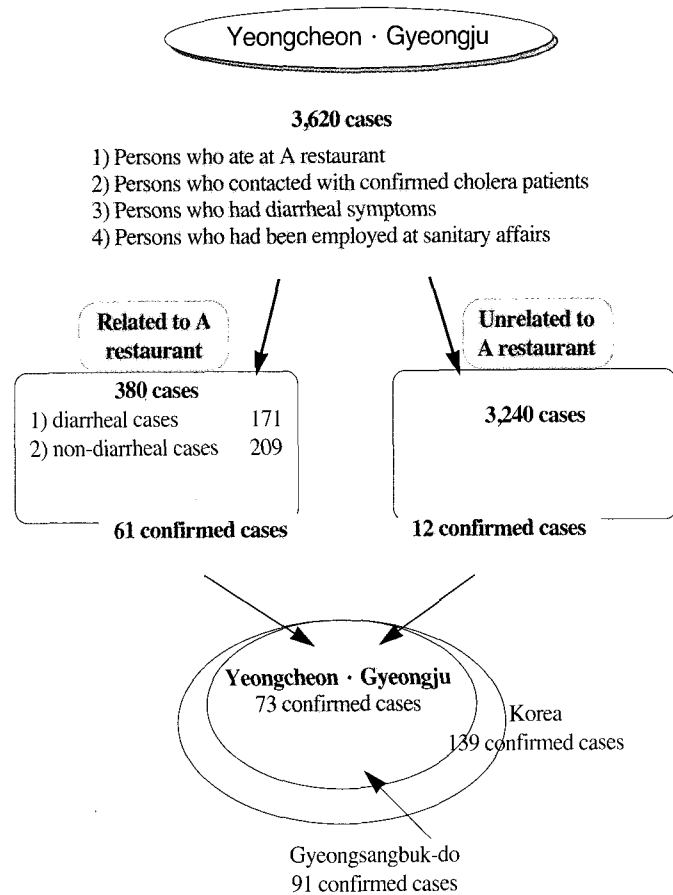 Yeongcheon · Gyeongju
3,620 cases
1) Persons who ate at A restaurant
2) Persons who contacted with confirmed cholera patients
3) Persons who had diarrheal symptoms
4) Persons who had been employed at sanitary affairs
Related to A
restaurant
380 cases
1) diarrheal cases 171
2) non-diarrheal cases 209
61 confirmed cases
Unrelated to
A restaurant
3,240 cases
12 confirmed cases
Yeongcheon · Gyeongju
73 confirmed cases
Korea
139 confirmed cases
Gyeongsangbuk-do
91 confirmed cases